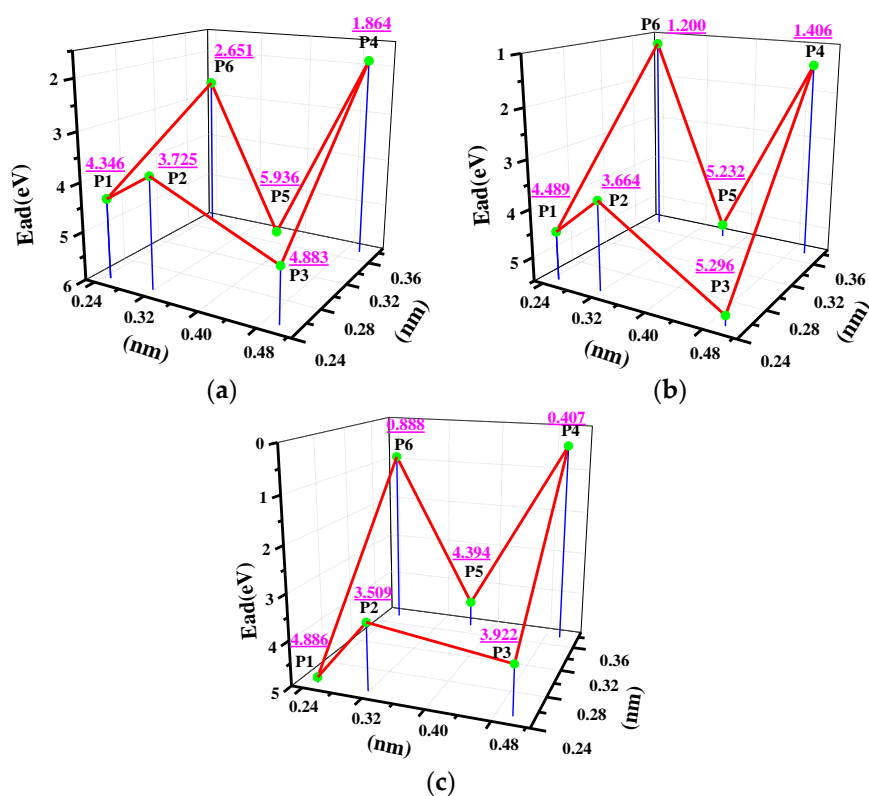 1.864
P4
2.651
P6
2
3
4
5
6
Ead(eV)
4.346
P1
3.725
P2
5.936
P5
4.883
P3
0.24
0.32
0.40
0.48
(nm)
0.24
0.28
0.32
0.36
(nm)
(a)
P6
1.200
1.406
P4
1
2
3
4
5
Ead(eV)
4.489
P1
3.664
P2
5.232
P5
5.296
P3
0.24
0.32
0.40
0.48
(nm)
0.24
0.28
0.32
0.36
(nm)
(b)
0.407
P4
0.888
P6
0
1
2
3
4
5
Ead(eV)
4.394
P5
3.509
P2
4.886
P1
3.922
P3
0.24
0.32
0.40
0.48
(nm)
0.24
0.28
0.32
0.36
(nm)
(c)